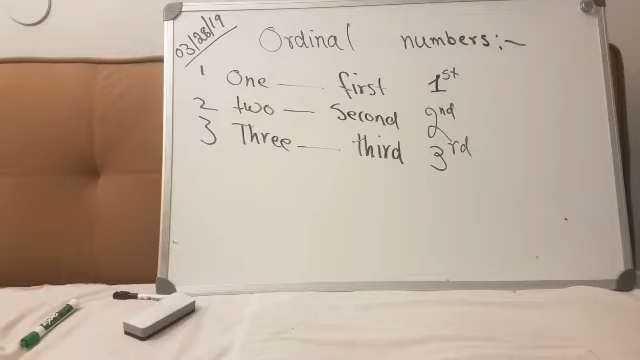 03/28/19
Ordinal numbers:-
1 One — first 1st
2 two — Second 2nd
3 Three — third 3rd